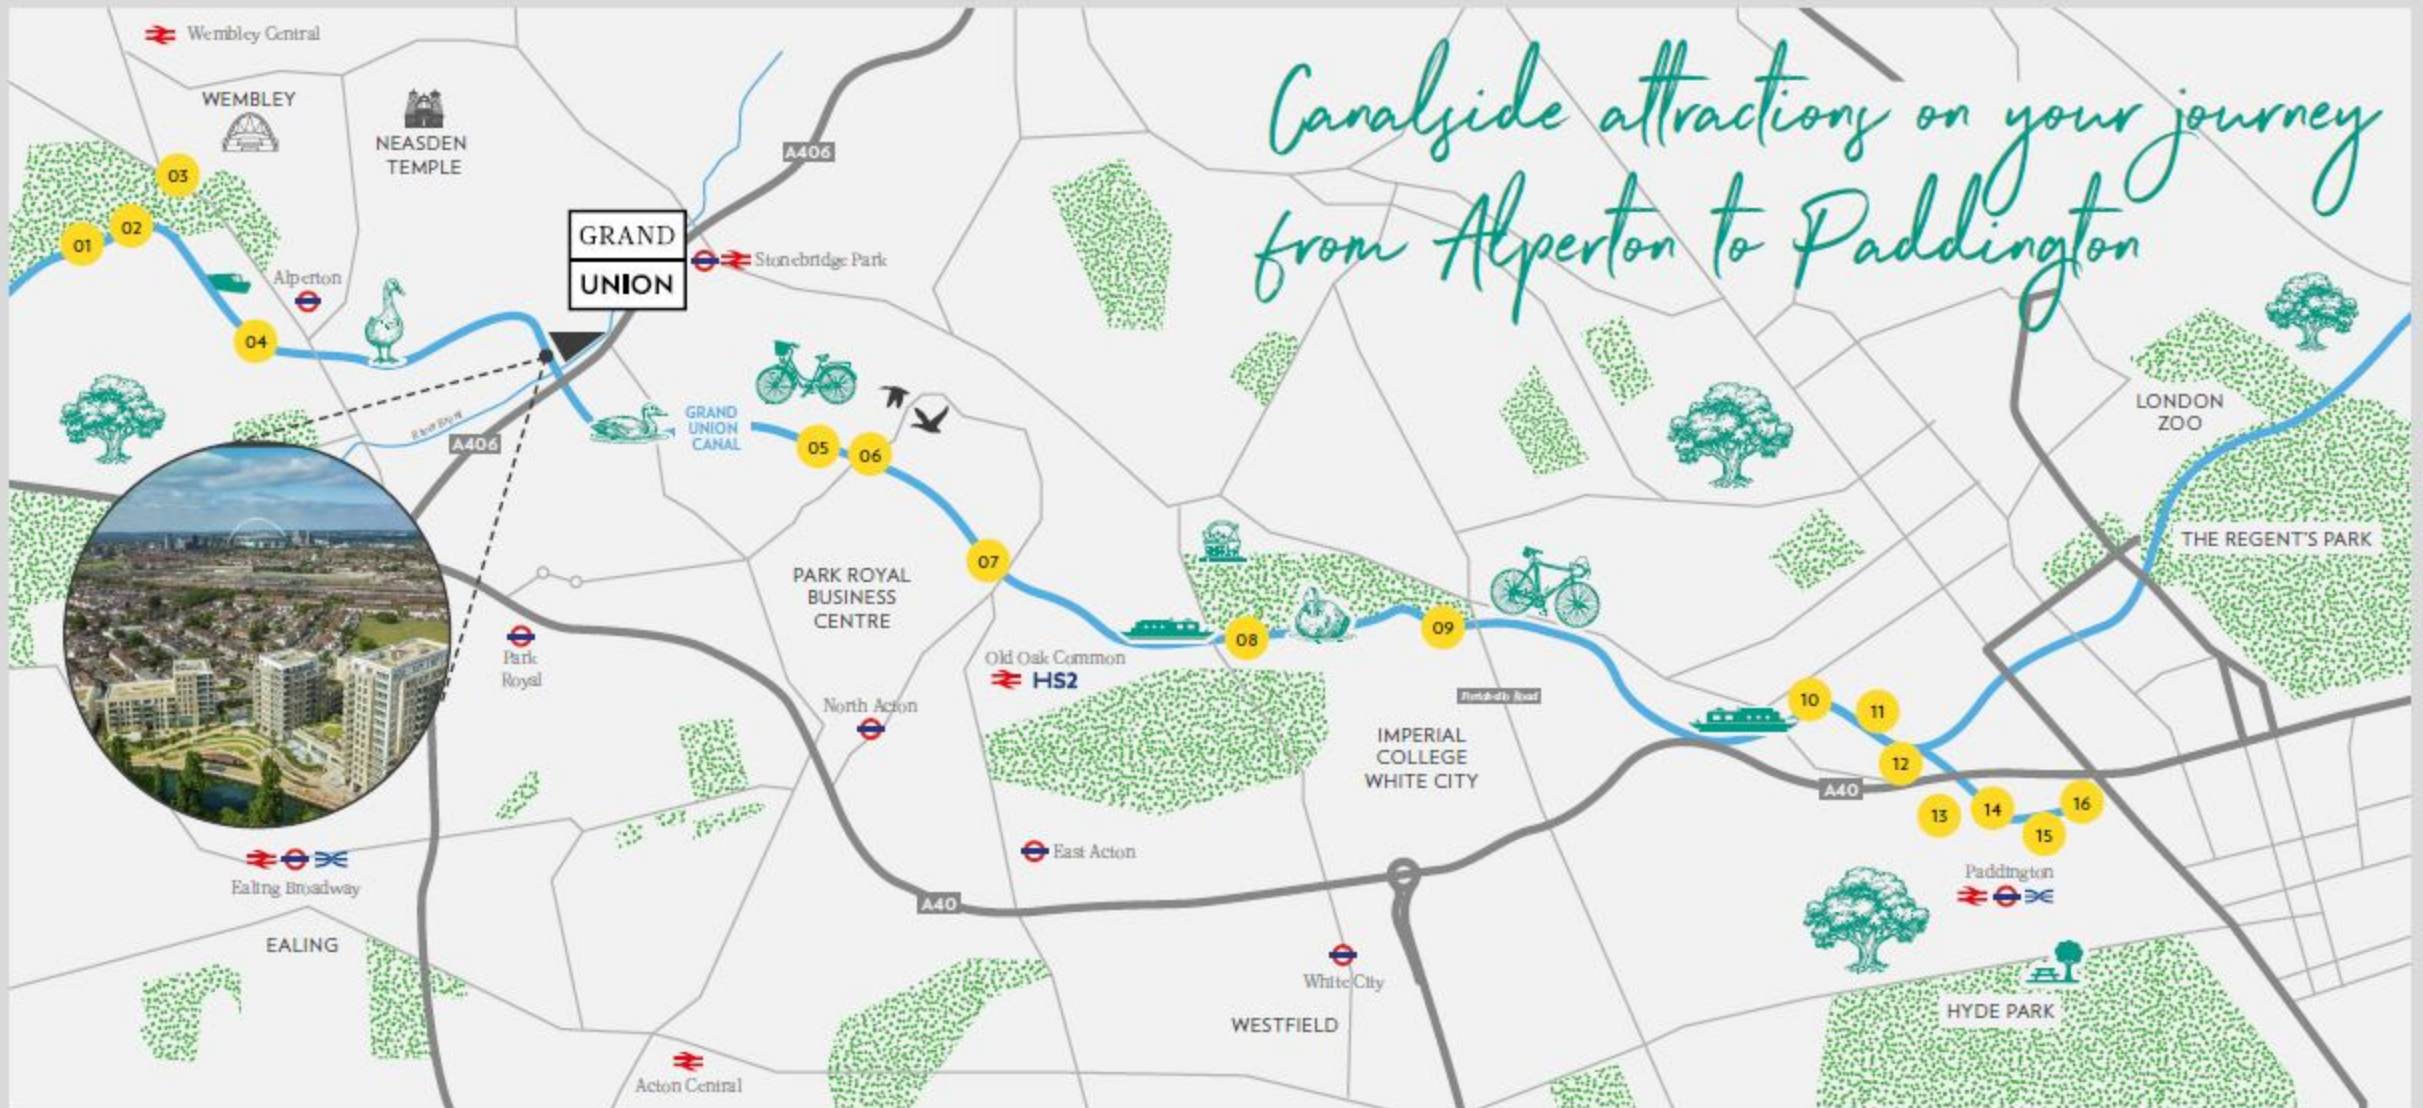 Canalside attractions on your journey
from Alperton to Paddington
Wembley Central
WEMBLEY
NEASDEN
TEMPLE
A406
03
02
01
GRAND
UNION
Stonebridge Park
Alperton
04
River Brent
A406
GRAND
UNION
CANAL
05
06
07
LONDON
ZOO
THE REGENT'S PARK
PARK ROYAL
BUSINESS
CENTRE
08
09
Park
Royal
Old Oak Common
HS2
North Acton
Portobello Road
IMPERIAL
COLLEGE
WHITE CITY
10
11
12
A40
13
14
15
16
East Acton
Ealing Broadway
Paddington
A40
EALING
White City
WESTFIELD
HYDE PARK
Acton Central